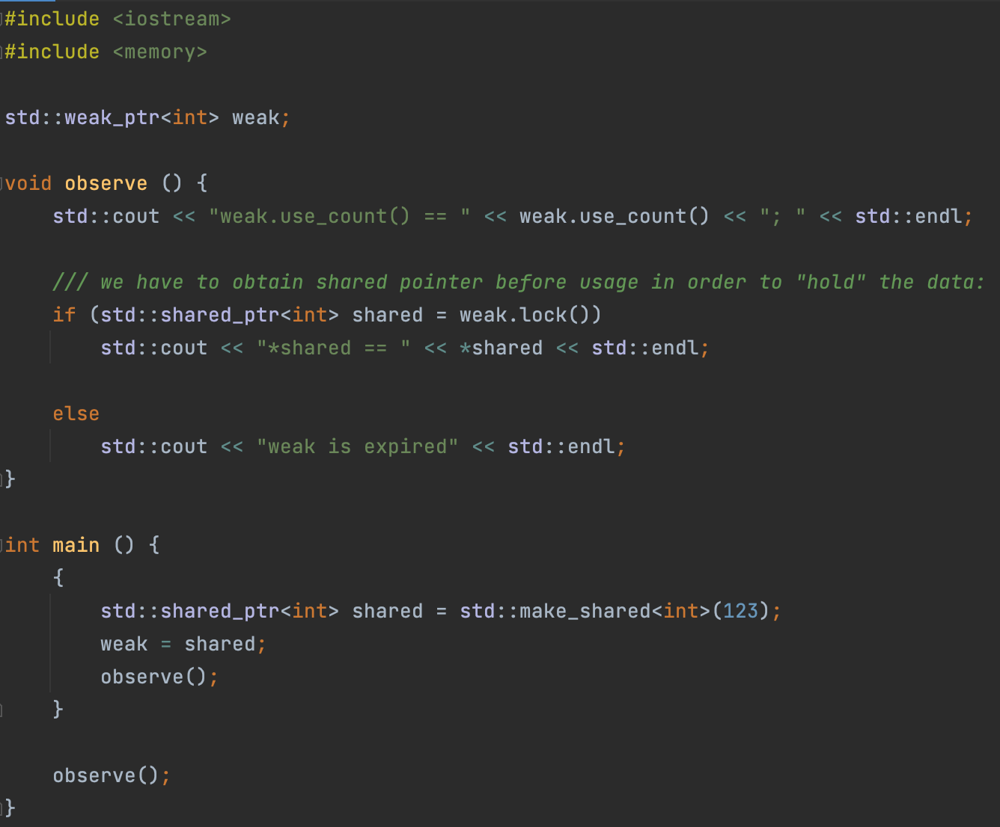 #include <iostream>
#include <memory>
std::weak_ptr<int> weak;
void observe () {
std::cout << "weak.use_count() == " << weak.use_count() << "; " << std::endl;
/// we have to obtain shared pointer before usage in order to "hold" the data:
if (std::shared_ptr<int> shared = weak.lock())
std::cout << "*shared == " << *shared << std::endl;
else
std::cout << "weak is expired" << std::endl;
}
int main () {
{
std::shared_ptr<int> shared = std::make_shared<int>(123);
weak = shared;
observe();
}
observe();
}